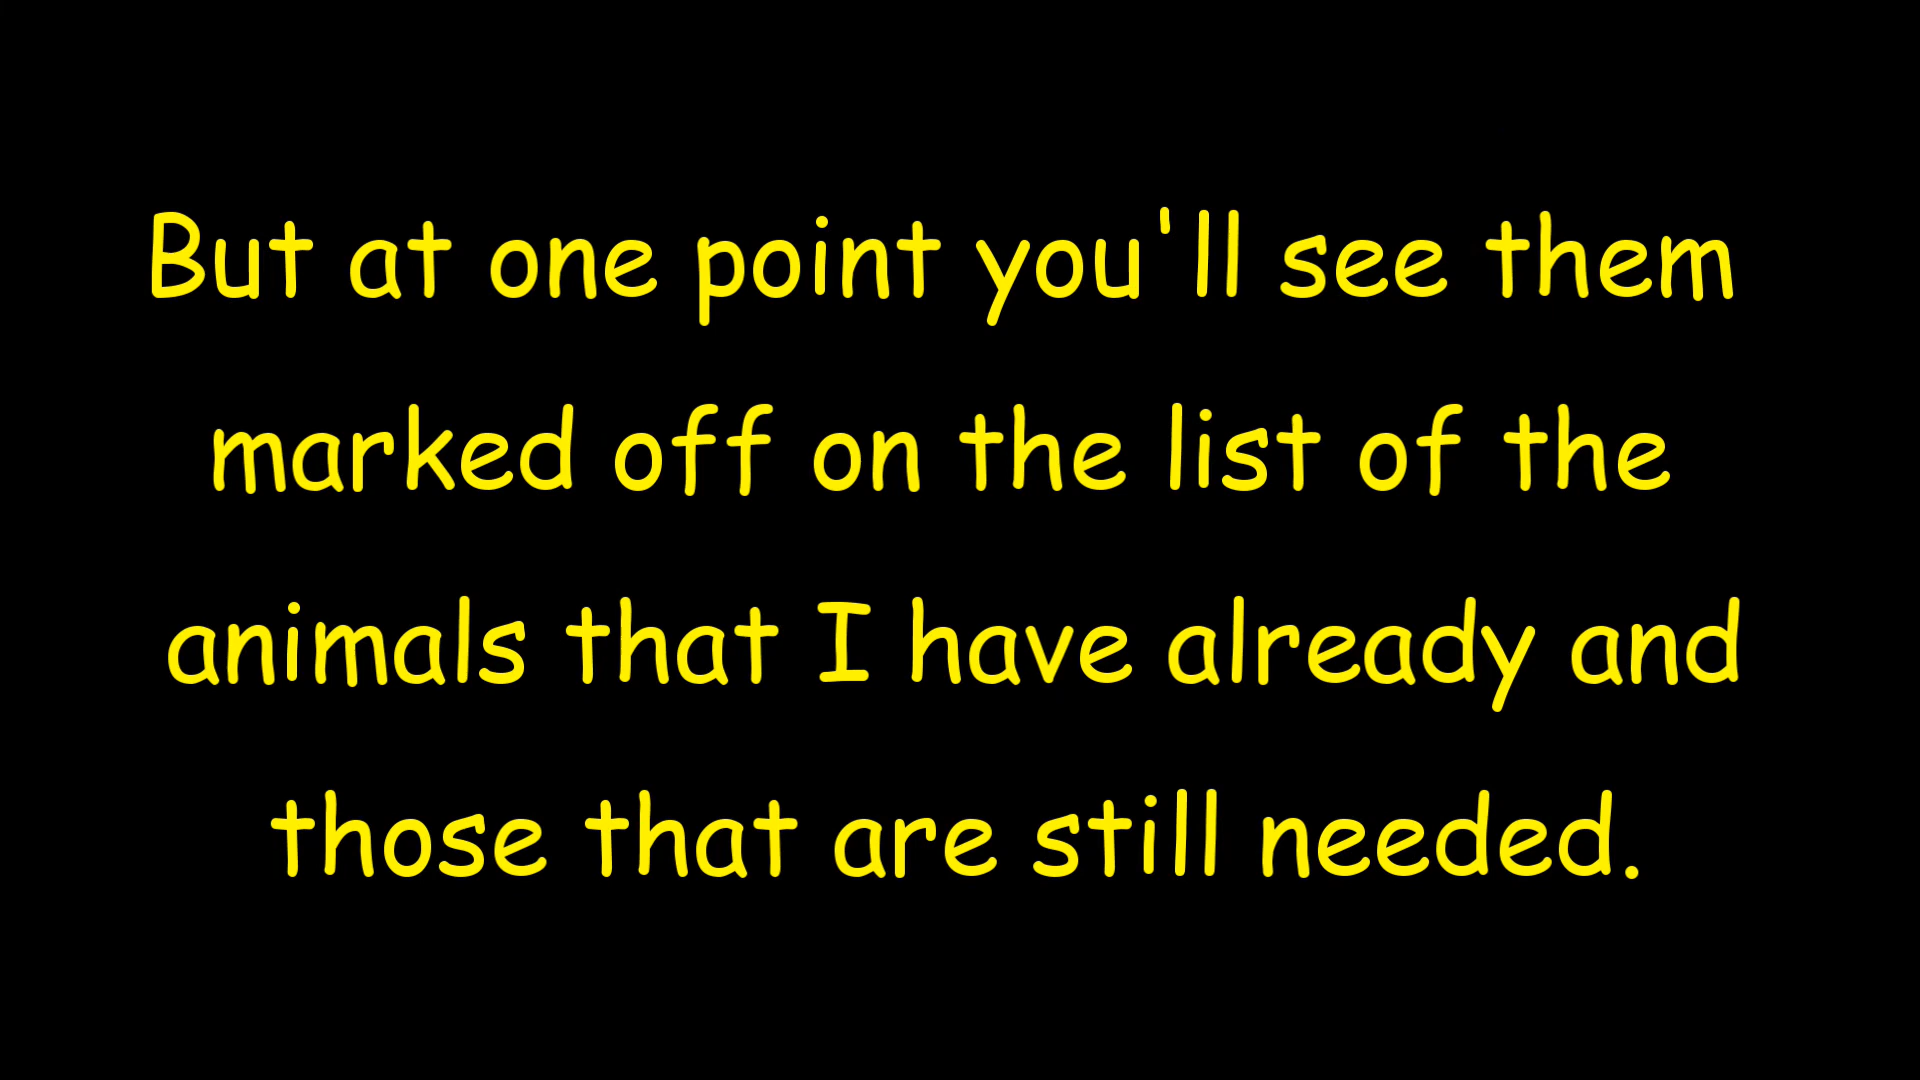 But at one point you'll see them
marked off on the list of the
animals that I have already and
those that are still needed.